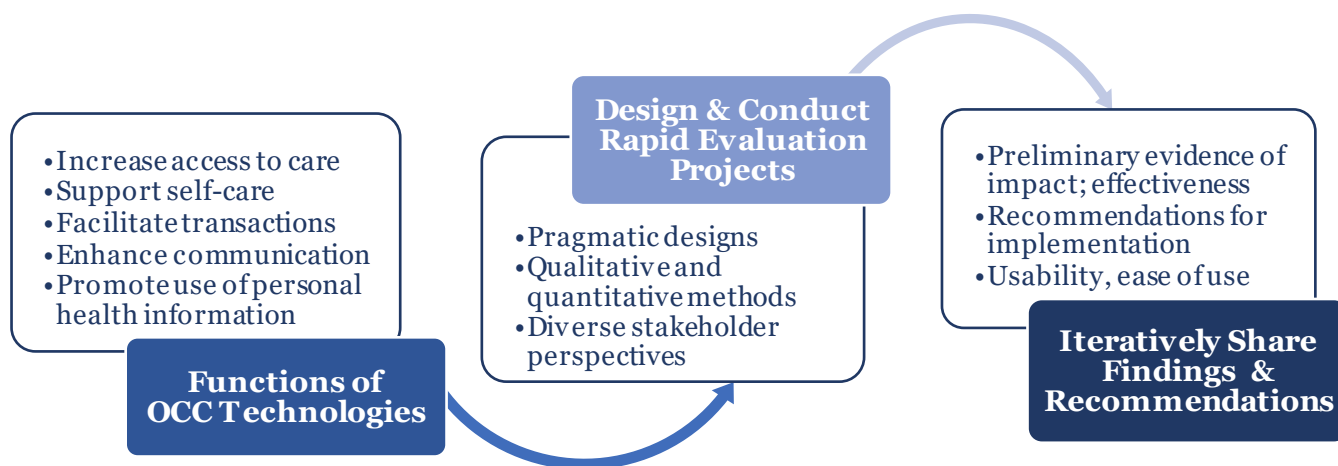 •Increase access to care
•Support self-care
•Facilitate transactions
•Enhance communication
•Promote use of personal
health information
Functions of
OCC Technologies
Design & Conduct
Rapid Evaluation
Projects
•Pragmatic designs
•Qualitative and
quantitative methods
•Diverse stakeholder
perspectives
•Preliminary evidence of
impact; effectiveness
•Recommendations for
implementation
•Usability, ease of use
Iteratively Share
Findings &
Recommendations